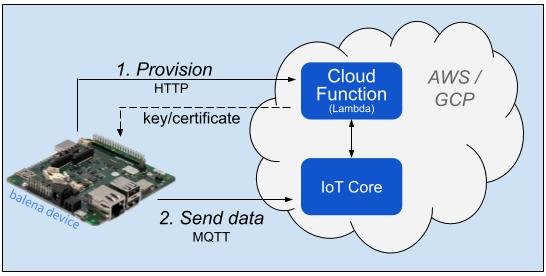 1. Provision
HTTP
key/certificate
Cloud
Function
(Lambda)
AWS /
GCP
balena device
IoT Core
2. Send data
MQTT